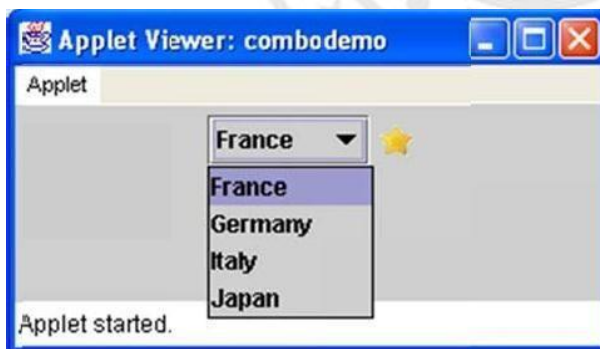 Applet Viewer: combodemo
Applet
France
France
Germany
Italy
Japan
Applet started.